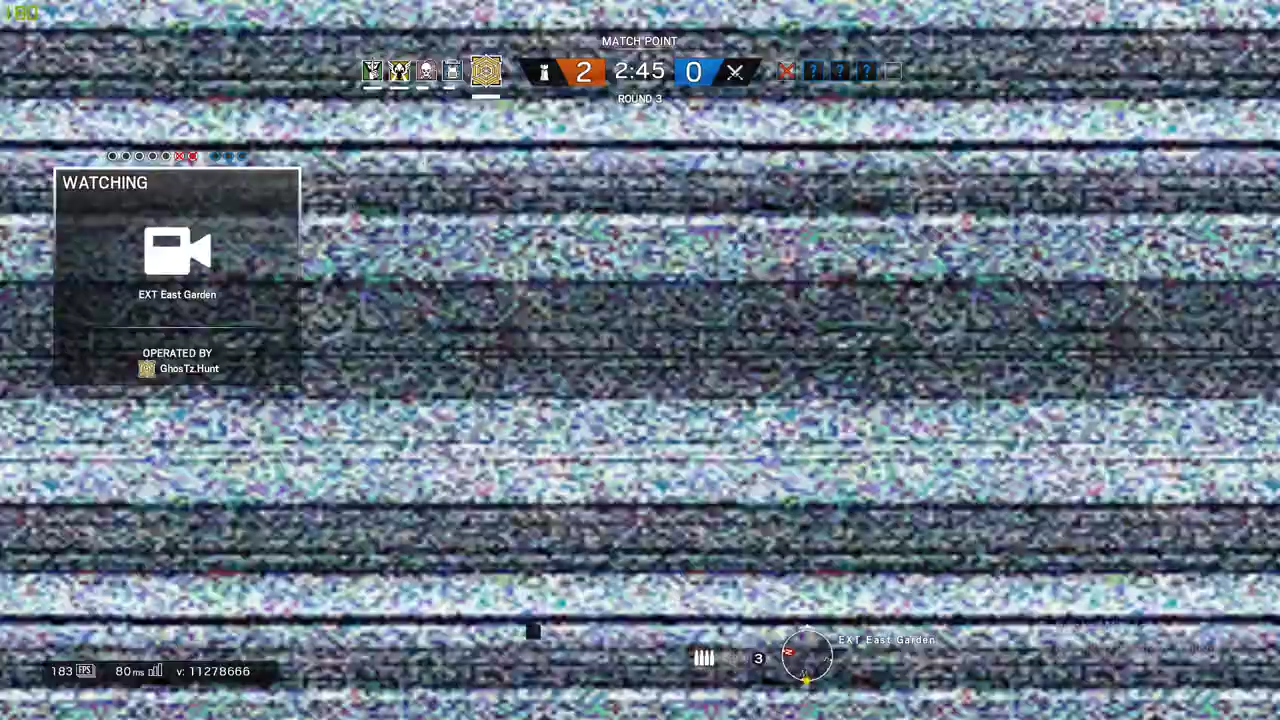 MATCH POINT
2 2:45 0
ROUND 3
? ? ?
WATCHING
EXT East Garden
OPERATED BY
GhosTz.Hunt
3
EXT East Garden
183 FPS 80ms v: 11278666